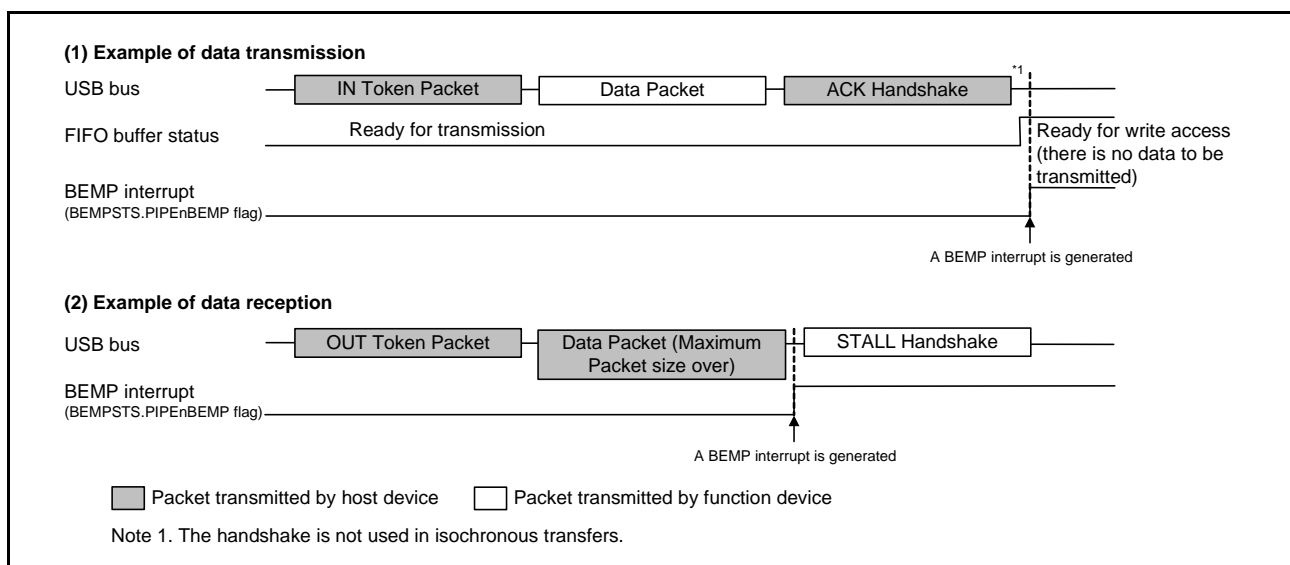 (1) Example of data transmission
USB bus
IN Token Packet
Data Packet
ACK Handshake
*1
FIFO buffer status
Ready for transmission
Ready for write access
(there is no data to be
transmitted)
BEMP interrupt
(BEMPSTS.PIPEnBEMP flag)
A BEMP interrupt is generated
(2) Example of data reception
USB bus
OUT Token Packet
Data Packet (Maximum
Packet size over)
STALL Handshake
BEMP interrupt
(BEMPSTS.PIPEnBEMP flag)
A BEMP interrupt is generated
Packet transmitted by host device
Packet transmitted by function device
Note 1. The handshake is not used in isochronous transfers.